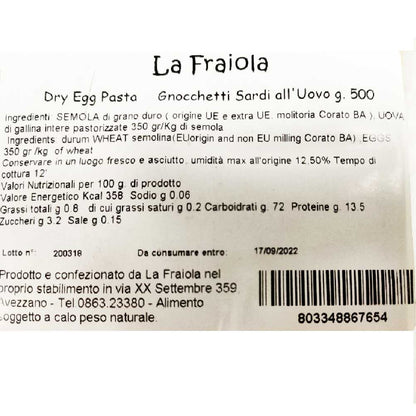 La Fraiola
Dry Egg Pasta Gnocchetti Sardi all'Uovo g. 500
Ingredienti SEMOLA di grano duro ( origine UE e extra UE. molitoria Corato BA ), UOVA
di gallina intere pastorizzate 350 gr/Kg di semola
Ingredients: durum WHEAT semolina(EUorigin and non EU milling Corato BA) ,EGGS
350 gr /kg of wheat
Conservare in un luogo fresco e asciutto, umidità max all'origine 12,50% Tempo di
cottura 12'
Valori Nutrizionali per 100 g. di prodotto
Valore Energetico Kcal 358 Sodio g 0.06
Grassi totali g 0.8 di cui grassi saturi g 0.2 Carboidrati g. 72 Proteine g. 13.5
Zuccheri g 3.2 Sale g 0.15
Lotto n°: 200318 Da consumare entro: 17/09/2022
Prodotto e confezionato da La Fraiola nel
proprio stabilimento in via XX Settembre 359
Avezzano - Tel.0863.23380 - Alimento
soggetto a calo peso naturale.
803348867654